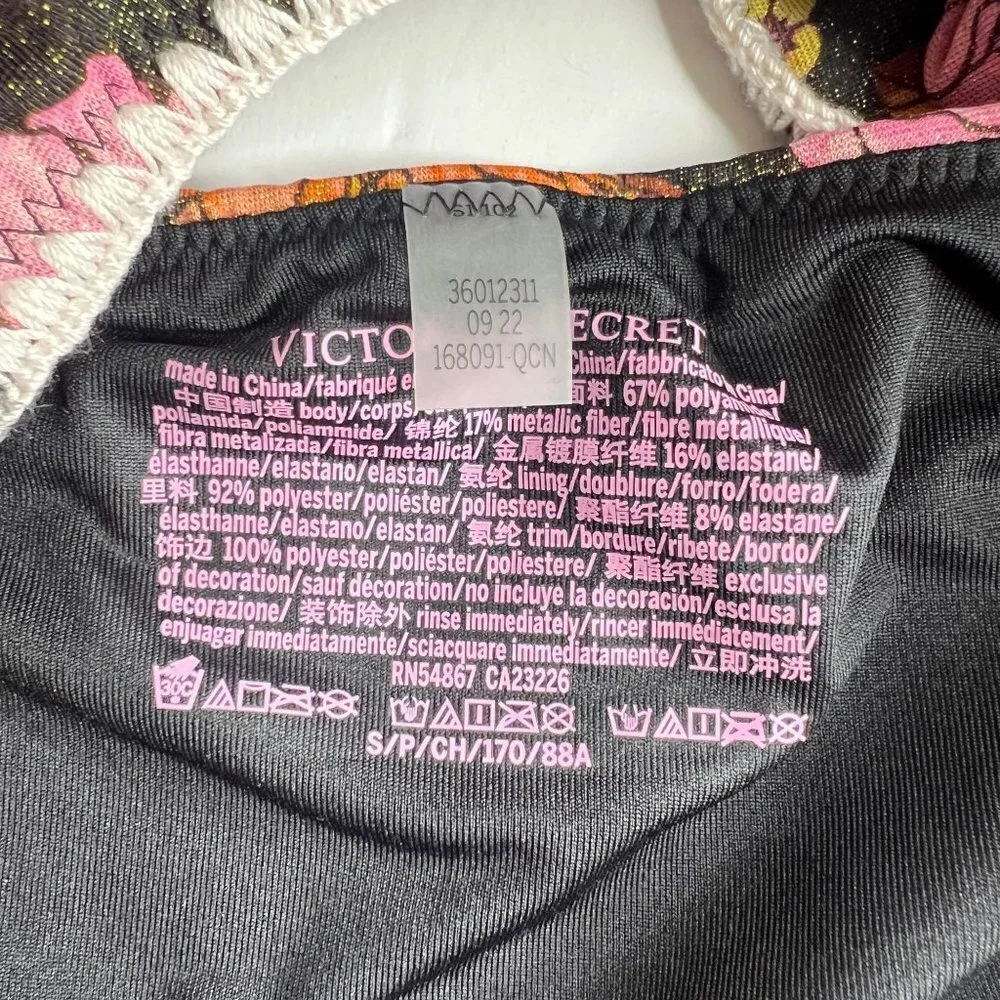 SM102
36012311
09 22
168091-QCN
VICTO ECRET
made in China/fabriqué e China/fabbricato Cina/
中国制造 body/corps 面料 67% polyamide/
poliamida/poliammide/ 锦纶 17% metallic fiber/fibre métallique/
fibra metalizada/fibra metallica/ 金属镀膜纤维 16% elastane/
élasthanne/elastano/elastan/ 氨纶 lining/doublure/forro/fodera/
里料 92% polyester/poliéster/poliestere/ 聚酯纤维 8% elastane/
élasthanne/elastano/elastan/ 氨纶 trim/bordure/ribete/bordo/
饰边 100% polyester/poliéster/poliestere/ 聚酯纤维 exclusive
of decoration/sauf décoration/no incluye la decoración/esclusa la
decorazione/ 装饰除外 rinse immediately/rincer immédiatement/
enjuagar inmediatamente/sciacquare immediatamente/ 立即冲洗
RN54867 CA23226
30C
S/P/CH/170/88A